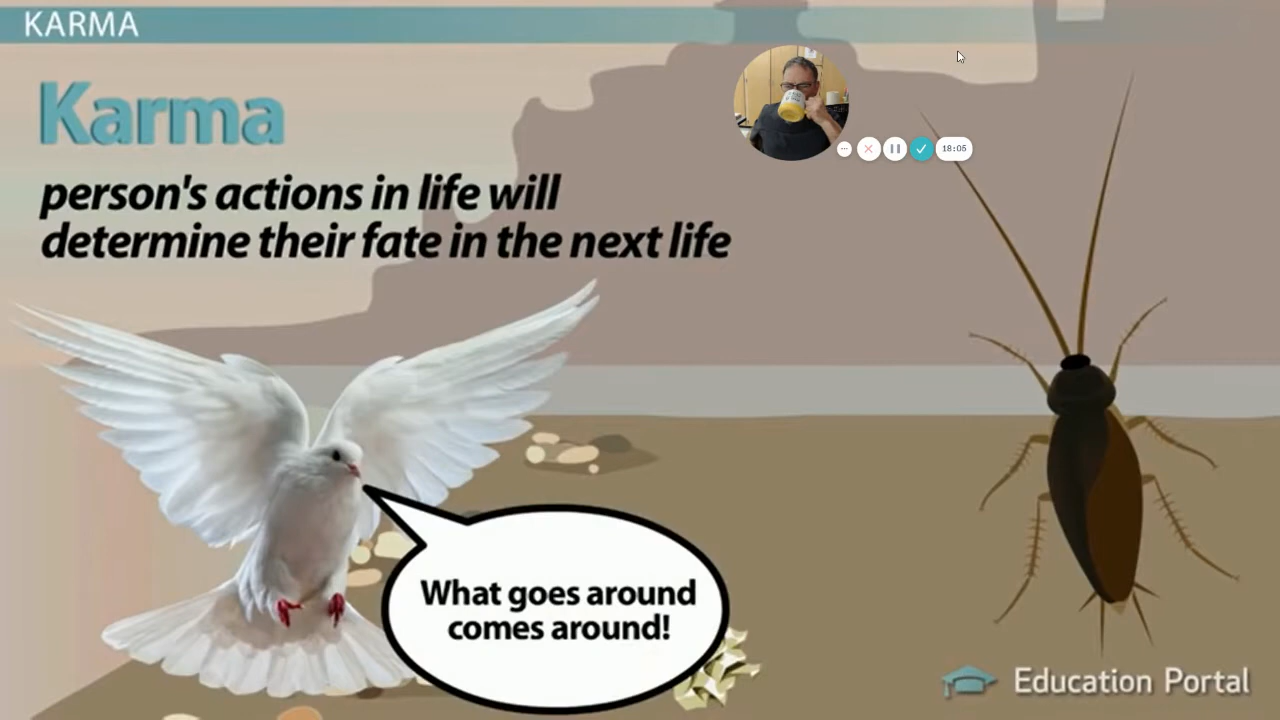 KARMA
Karma
person's actions in life will
determine their fate in the next life
18:05
What goes around
comes around!
Education Portal